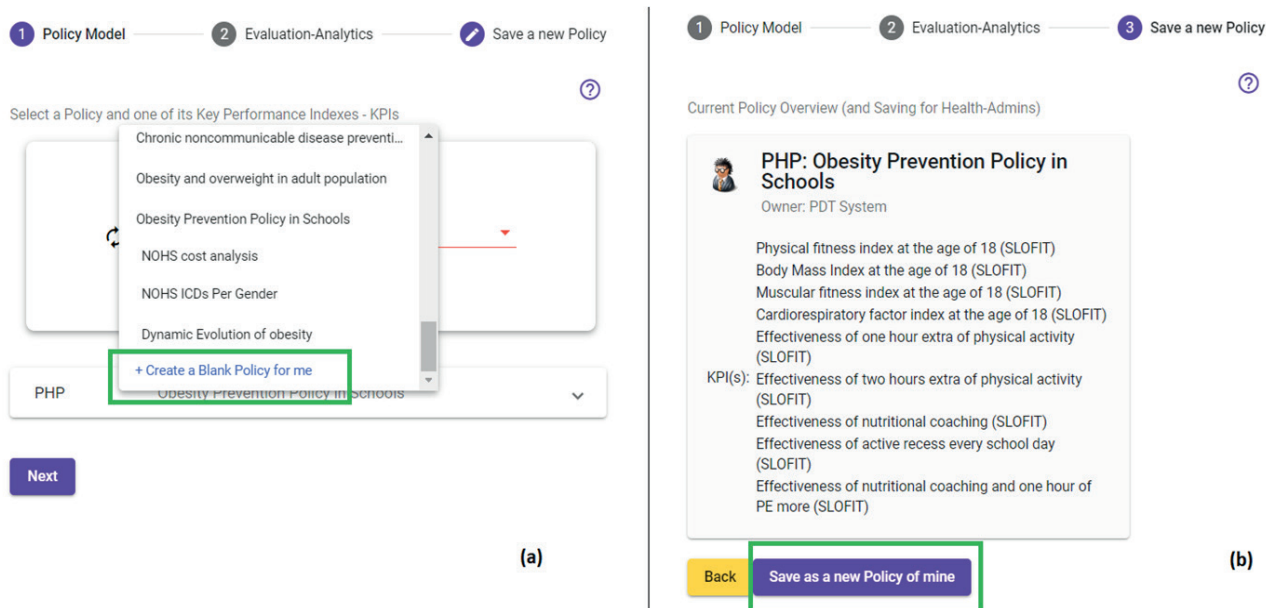 1 Policy Model 2 Evaluation-Analytics Save a new Policy
?
Select a Policy and one of its Key Performance Indexes - KPIs
Chronic noncommunicable disease preventi...
Obesity and overweight in adult population
Obesity Prevention Policy in Schools
NOHS cost analysis
NOHS ICDs Per Gender
Dynamic Evolution of obesity
+ Create a Blank Policy for me
PHP Obesity Prevention Policy in Schools
Next
(a)
1 Policy Model 2 Evaluation-Analytics 3 Save a new Policy
?
Current Policy Overview (and Saving for Health-Admins)
PHP: Obesity Prevention Policy in
Schools
Owner: PDT System
Physical fitness index at the age of 18 (SLOFIT)
Body Mass Index at the age of 18 (SLOFIT)
Muscular fitness index at the age of 18 (SLOFIT)
Cardiorespiratory factor index at the age of 18 (SLOFIT)
Effectiveness of one hour extra of physical activity
(SLOFIT)
KPI(s): Effectiveness of two hours extra of physical activity
(SLOFIT)
Effectiveness of nutritional coaching (SLOFIT)
Effectiveness of active recess every school day
(SLOFIT)
Effectiveness of nutritional coaching and one hour of
PE more (SLOFIT)
Back Save as a new Policy of mine
(b)